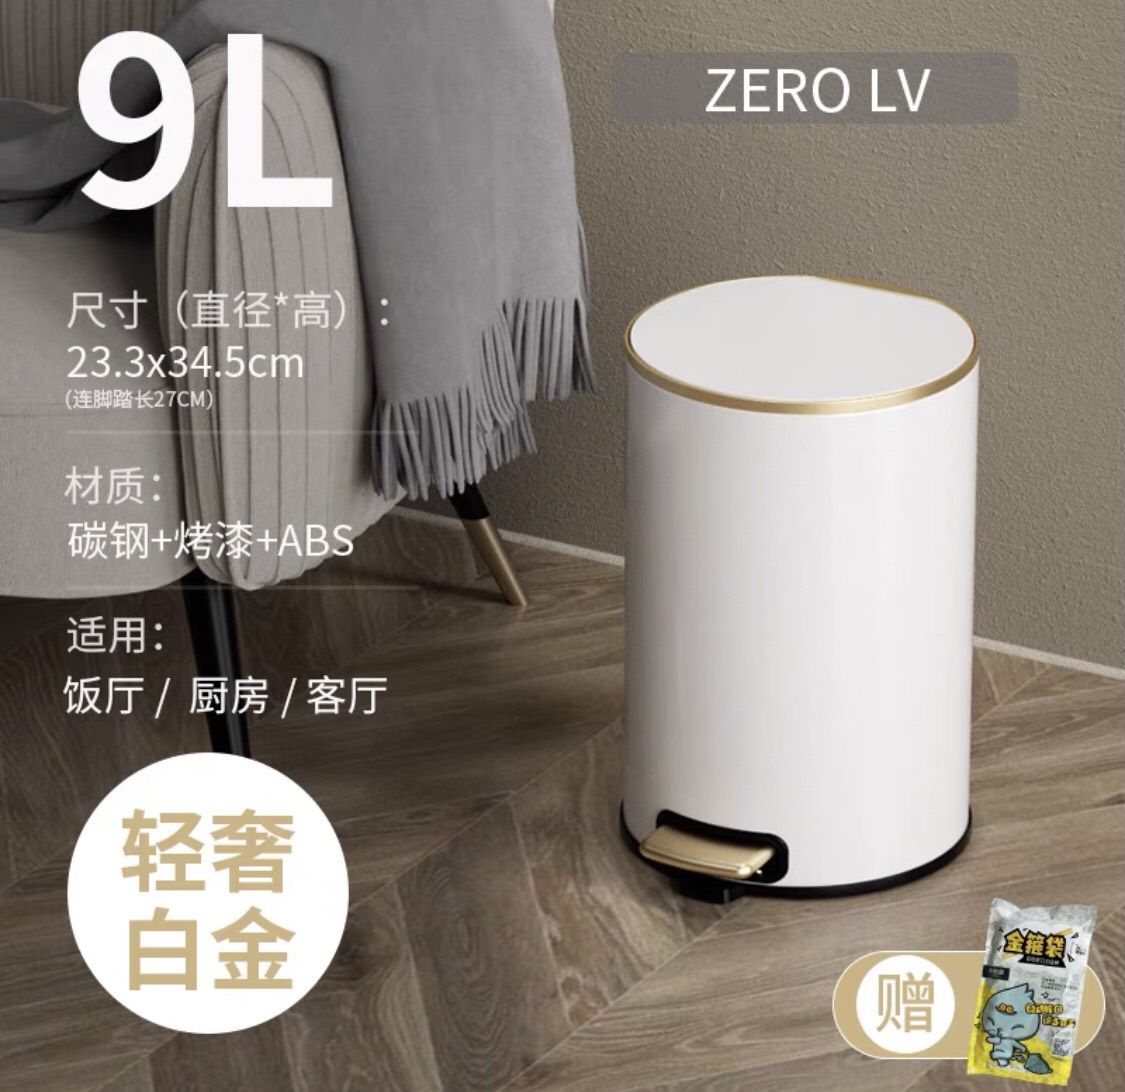 9L
ZERO LV
尺寸（直径*高）：
23.3x34.5cm
(连脚踏长27CM)
材质：
碳钢+烤漆+ABS
适用：
饭厅 / 厨房 / 客厅
轻奢
白金
赠
金箍袋